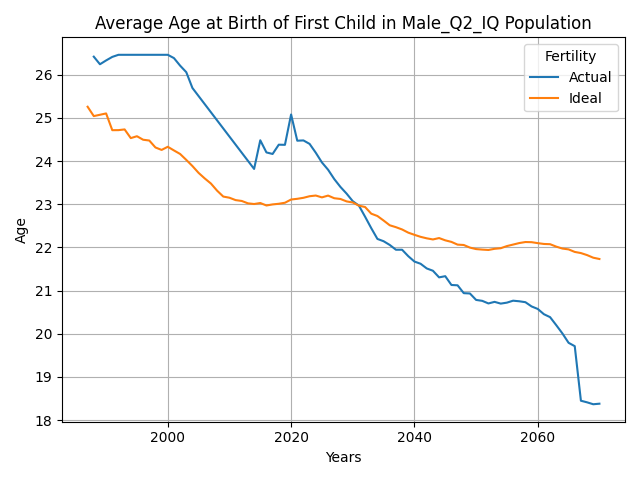 Average Age at Birth of First Child in Male_Q2_IQ Population
Fertility
Actual
Ideal
Age
26
25
24
23
22
21
20
19
18
2000
2020
2040
2060
Years